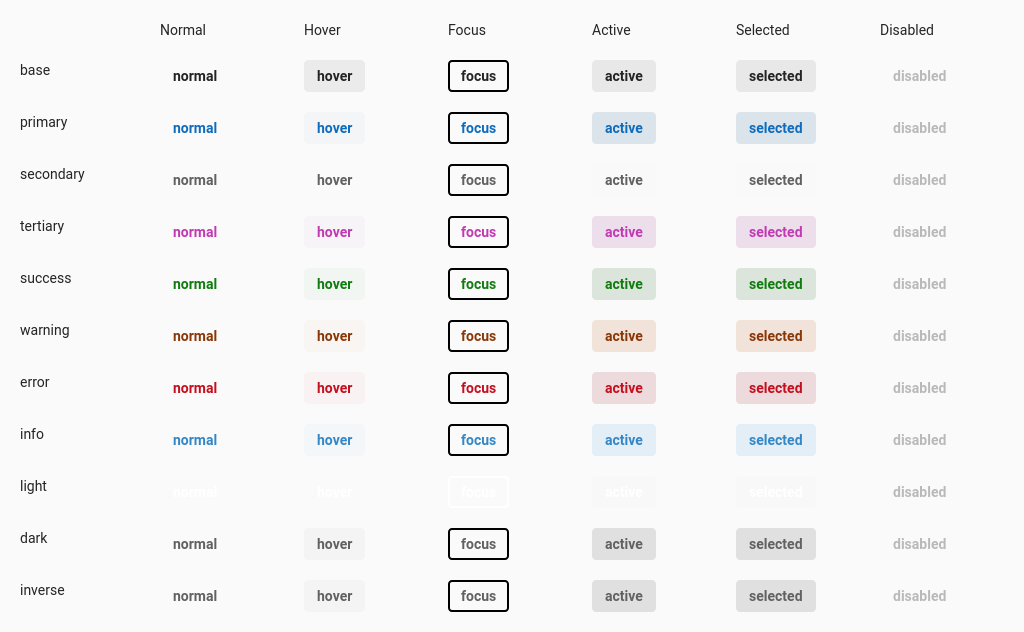 Normal Hover Focus Active Selected Disabled
base normal hover focus active selected disabled
primary normal hover focus active selected disabled
secondary normal hover focus active selected disabled
tertiary normal hover focus active selected disabled
success normal hover focus active selected disabled
warning normal hover focus active selected disabled
error normal hover focus active selected disabled
info normal hover focus active selected disabled
light normal hover focus active selected disabled
dark normal hover focus active selected disabled
inverse normal hover focus active selected disabled